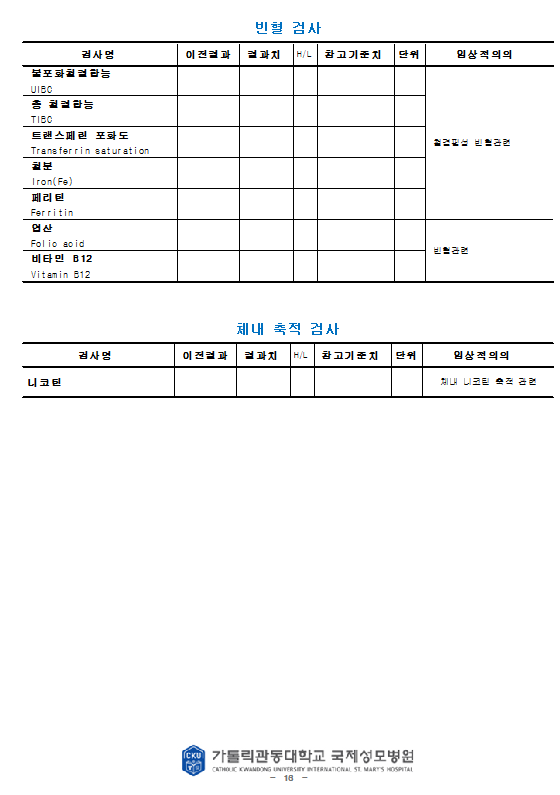 빈혈 검사
검사명 이전결과 결과치 H/L 참고기준치 단위 임상적의의
불포화철결합능
UIBC
총 철결합능
TIBC
트랜스페린 포화도
Transferrin saturation
철결핍성 빈혈관련
철분
Iron(Fe)
페리틴
Ferritin
엽산
Folic acid
빈혈관련
비타민 B12
Vitamin B12
체내 축적 검사
검사명 이전결과 결과치 H/L 참고기준치 단위 임상적의의
니코틴 체내 니코틴 축적 관련
CKU 가톨릭관동대학교 국제성모병원
CATHOLIC KWANDONG UNIVERSITY INTERNATIONAL ST. MARY'S HOSPITAL
- 16 -